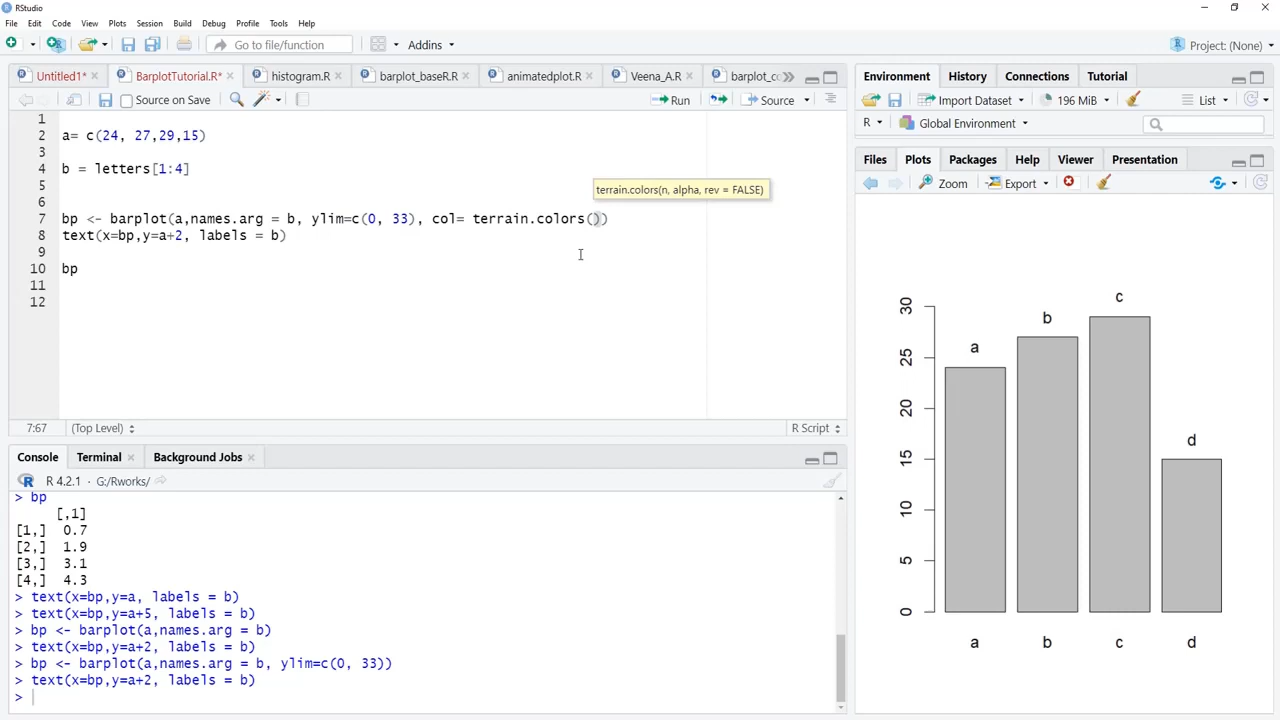 RStudio
File Edit Code View Plots Session Build Debug Profile Tools Help
Go to file/function Addins Project: (None)
Untitled1* BarplotTutorial.R* histogram.R barplot_baseR.R animatedplot.R Veena_A.R barplot_co
Source on Save Run Source
1
2 a= c(24, 27,29,15)
3
4 b = letters[1:4]
5
terrain.colors(n, alpha, rev = FALSE)
6
7 bp <- barplot(a,names.arg = b, ylim=c(0, 33), col= terrain.colors())
8 text(x=bp,y=a+2, labels = b)
9
10 bp
11
12
7:67 (Top Level) R Script
Console Terminal Background Jobs
R 4.2.1 · G:/Rworks/
> bp
[,1]
[1,] 0.7
[2,] 1.9
[3,] 3.1
[4,] 4.3
> text(x=bp,y=a, labels = b)
> text(x=bp,y=a+5, labels = b)
> bp <- barplot(a,names.arg = b)
> text(x=bp,y=a+2, labels = b)
> bp <- barplot(a,names.arg = b, ylim=c(0, 33))
> text(x=bp,y=a+2, labels = b)
>
Environment History Connections Tutorial
Import Dataset 196 MiB List
R Global Environment
Files Plots Packages Help Viewer Presentation
Zoom Export
30
25
20
15
10
5
0
a
b
c
d
a b c d